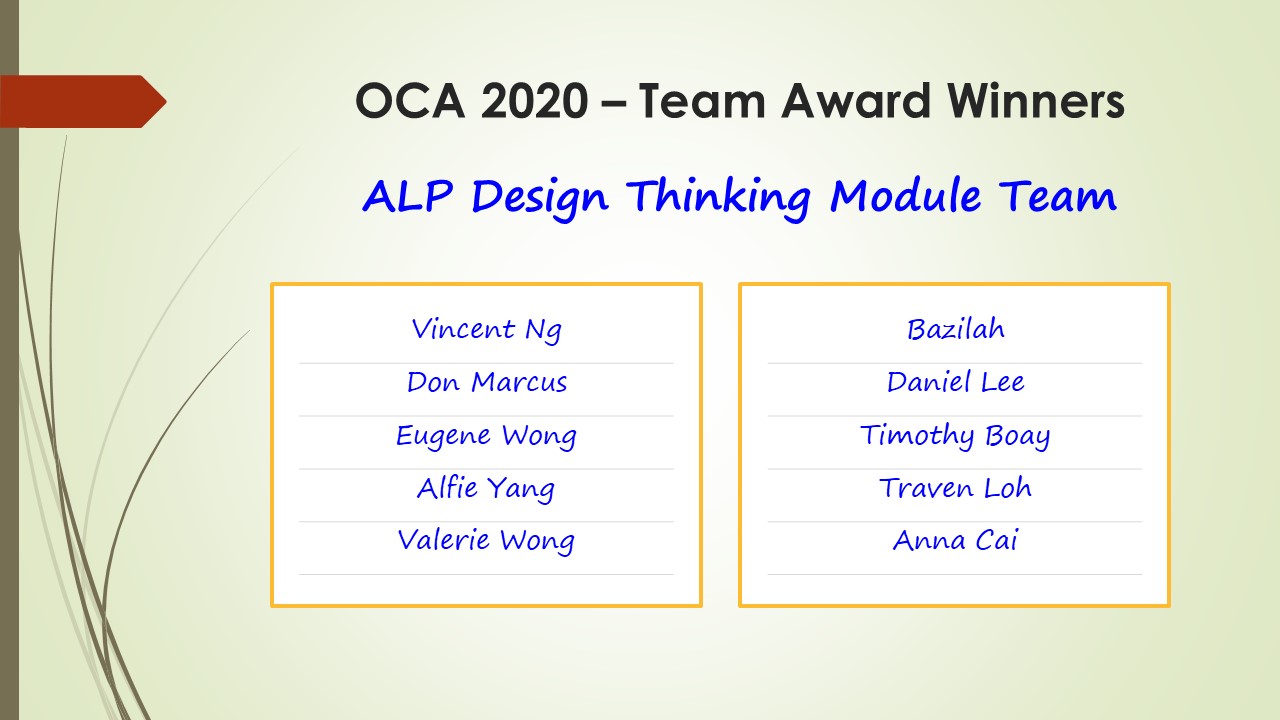 OCA 2020 – Team Award Winners
ALP Design Thinking Module Team
Vincent Ng
Don Marcus
Eugene Wong
Alfie Yang
Valerie Wong
Bazilah
Daniel Lee
Timothy Boay
Traven Loh
Anna Cai